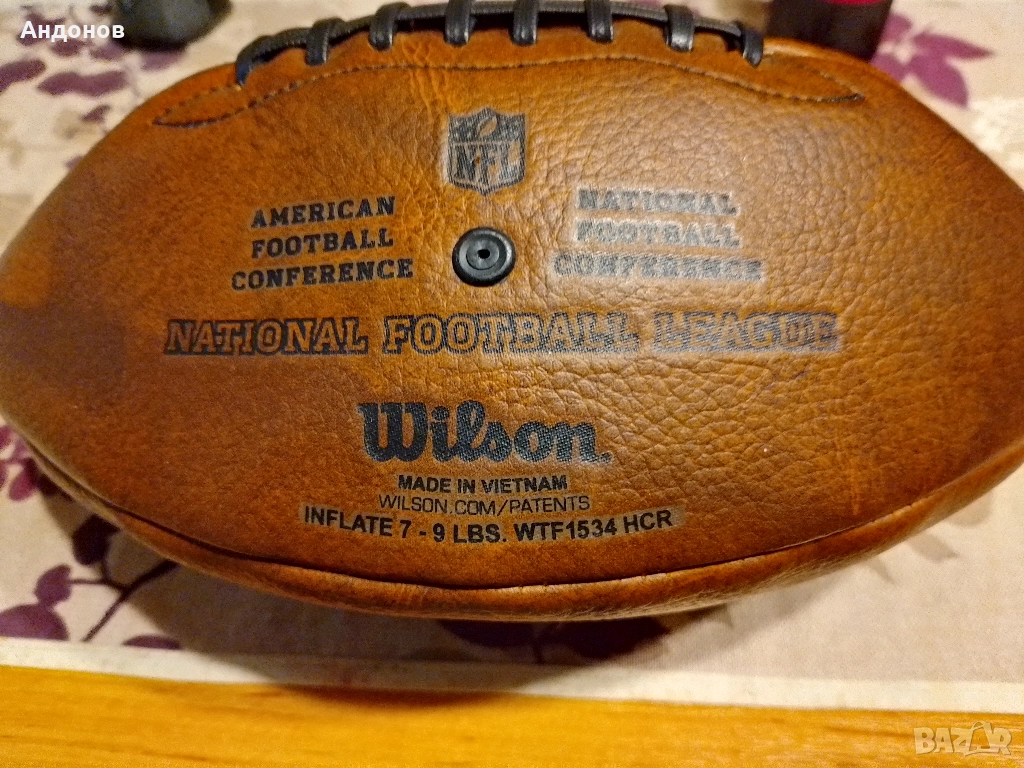 Андонов
NFL
AMERICAN
FOOTBALL
CONFERENCE
NATIONAL
FOOTBALL
CONFERENCE
NATIONAL FOOTBALL LEAGUE
Wilson
MADE IN VIETNAM
WILSON.COM/PATENTS
INFLATE 7 - 9 LBS. WTF1534 HCR
BAZAR